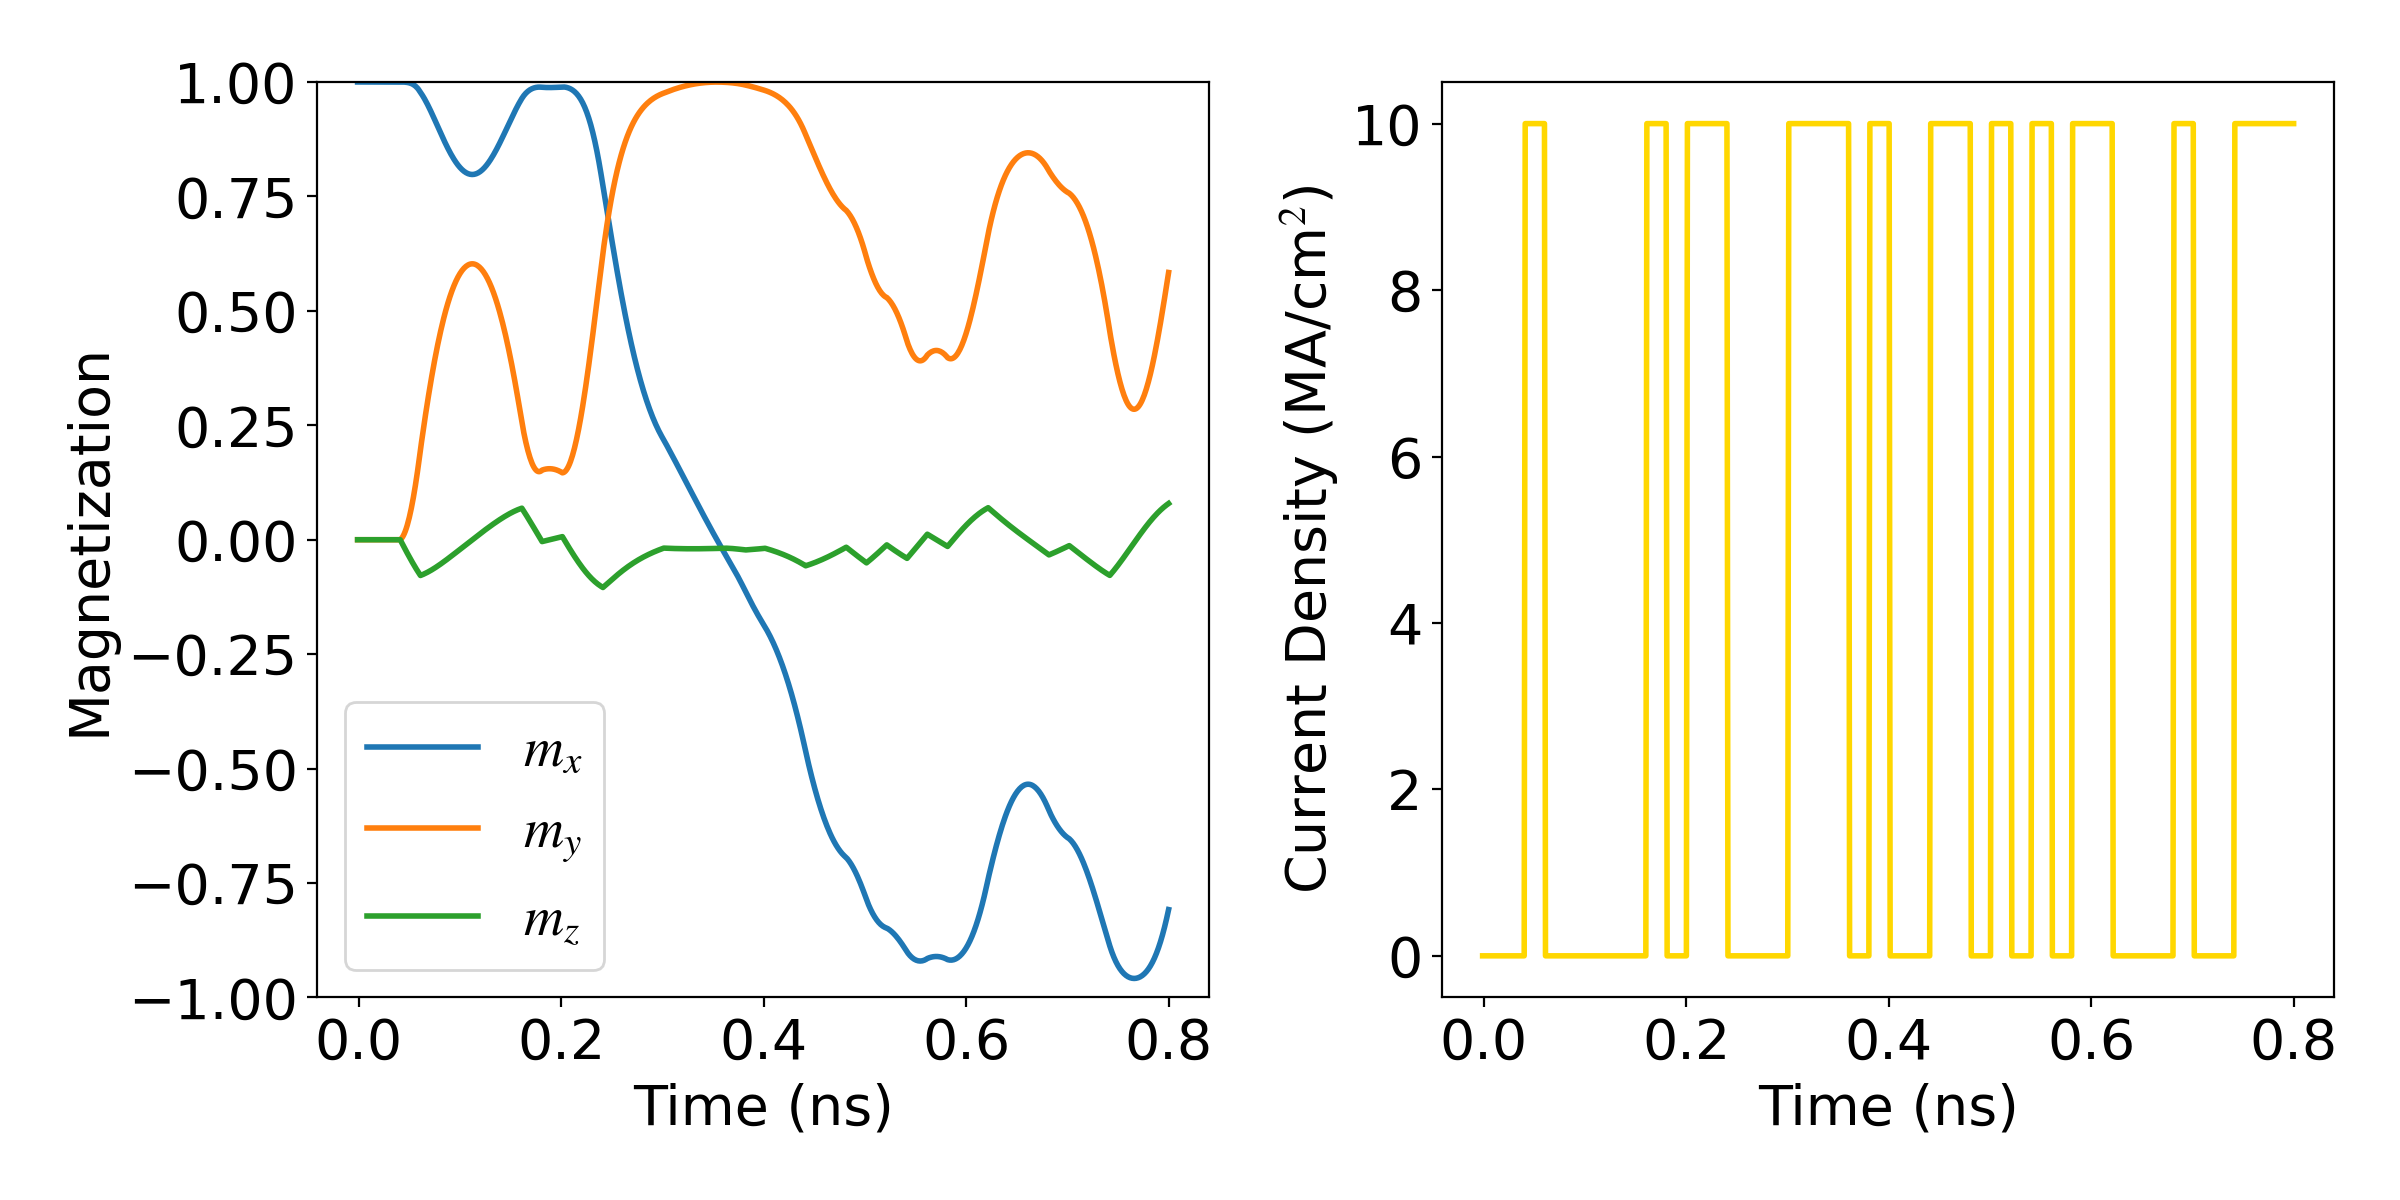 1.00
0.75
0.50
0.25
0.00
−0.25
−0.50
−0.75
−1.00
Magnetization
m_x
m_y
m_z
0.0 0.2 0.4 0.6 0.8
Time (ns)
10
8
6
4
2
0
Current Density (MA/cm²)
0.0 0.2 0.4 0.6 0.8
Time (ns)